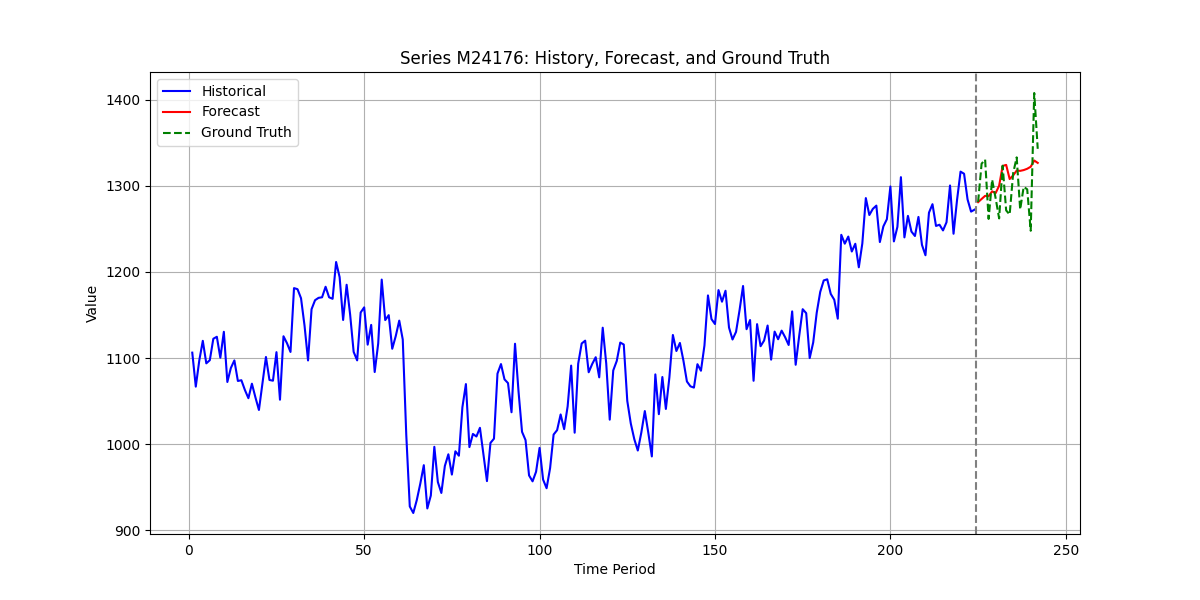 Series M24176: History, Forecast, and Ground Truth
Historical
Forecast
Ground Truth
1400
1300
1200
1100
1000
900
Value
0 50 100 150 200 250
Time Period